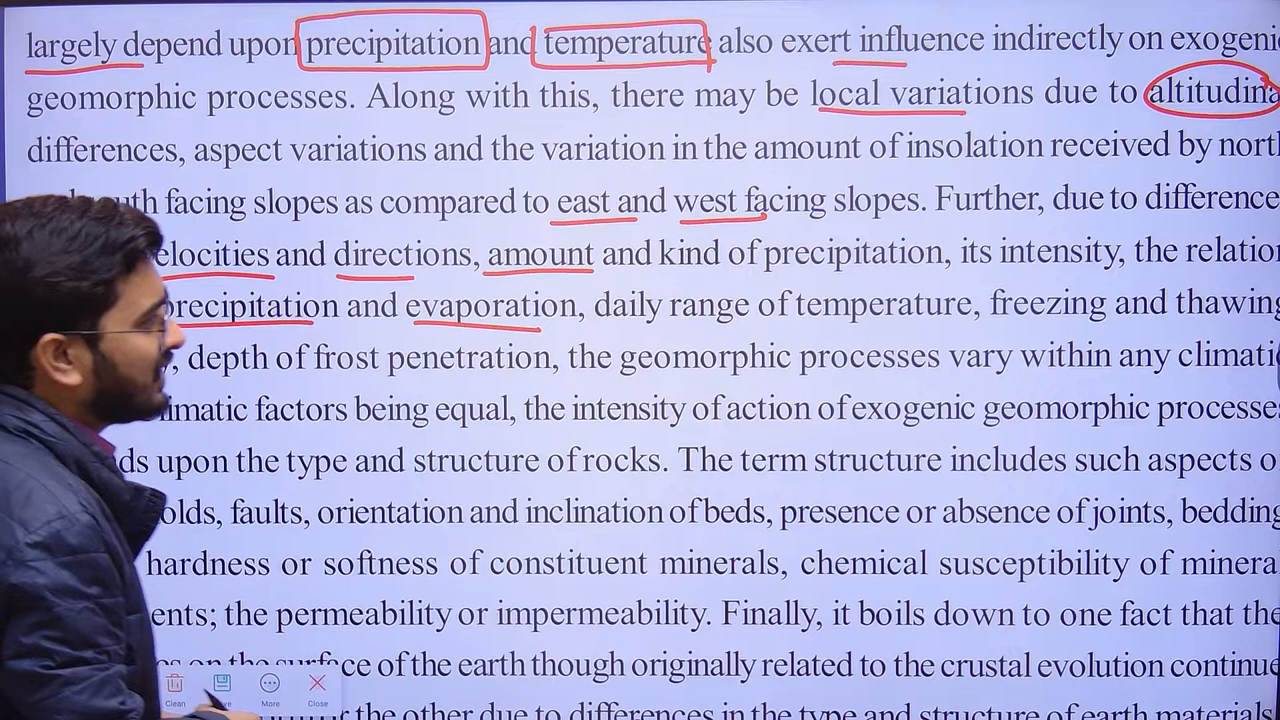 largely depend upon precipitation and temperature also exert influence indirectly on exogeni
geomorphic processes. Along with this, there may be local variations due to altitudina
differences, aspect variations and the variation in the amount of insolation received by nort
facing slopes as compared to east and west facing slopes. Further, due to difference
elocities and directions, amount and kind of precipitation, its intensity, the relation
precipitation and evaporation, daily range of temperature, freezing and thawing
, depth of frost penetration, the geomorphic processes vary within any climati
limatic factors being equal, the intensity of action of exogenic geomorphic processes
ds upon the type and structure of rocks. The term structure includes such aspects o
olds, faults, orientation and inclination of beds, presence or absence of joints, bedding
hardness or softness of constituent minerals, chemical susceptibility of minera
ents; the permeability or impermeability. Finally, it boils down to one fact that the
on the surface of the earth though originally related to the crustal evolution continue
the other due to differences in the type and structure of earth materials
Clean More Close